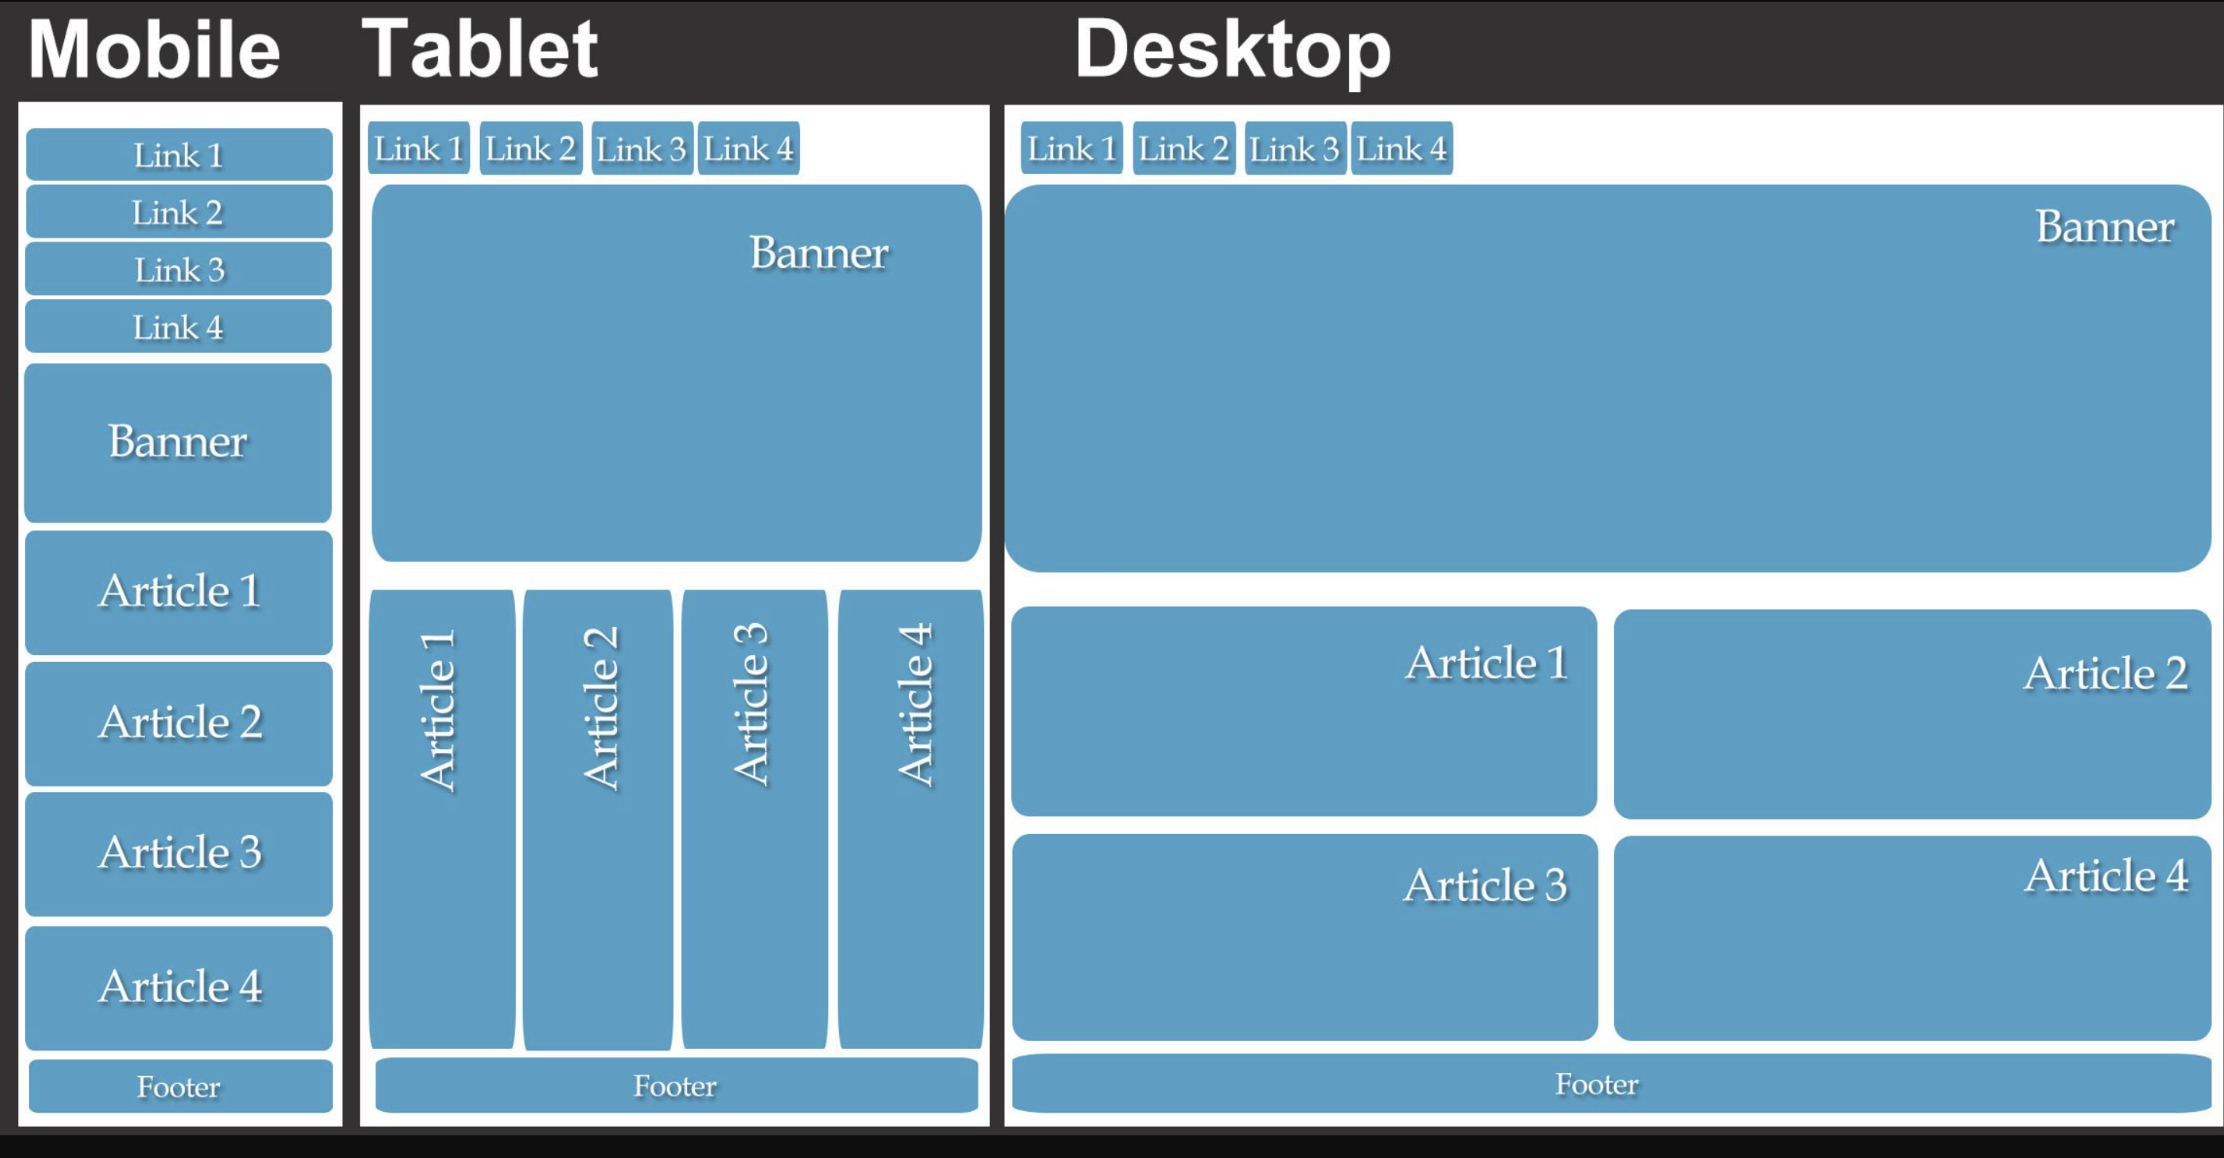 Mobile
Link 1
Link 2
Link 3
Link 4
Banner
Article 1
Article 2
Article 3
Article 4
Footer
Tablet
Link 1
Link 2
Link 3
Link 4
Banner
Article 1
Article 2
Article 3
Article 4
Footer
Desktop
Link 1
Link 2
Link 3
Link 4
Banner
Article 1
Article 2
Article 3
Article 4
Footer